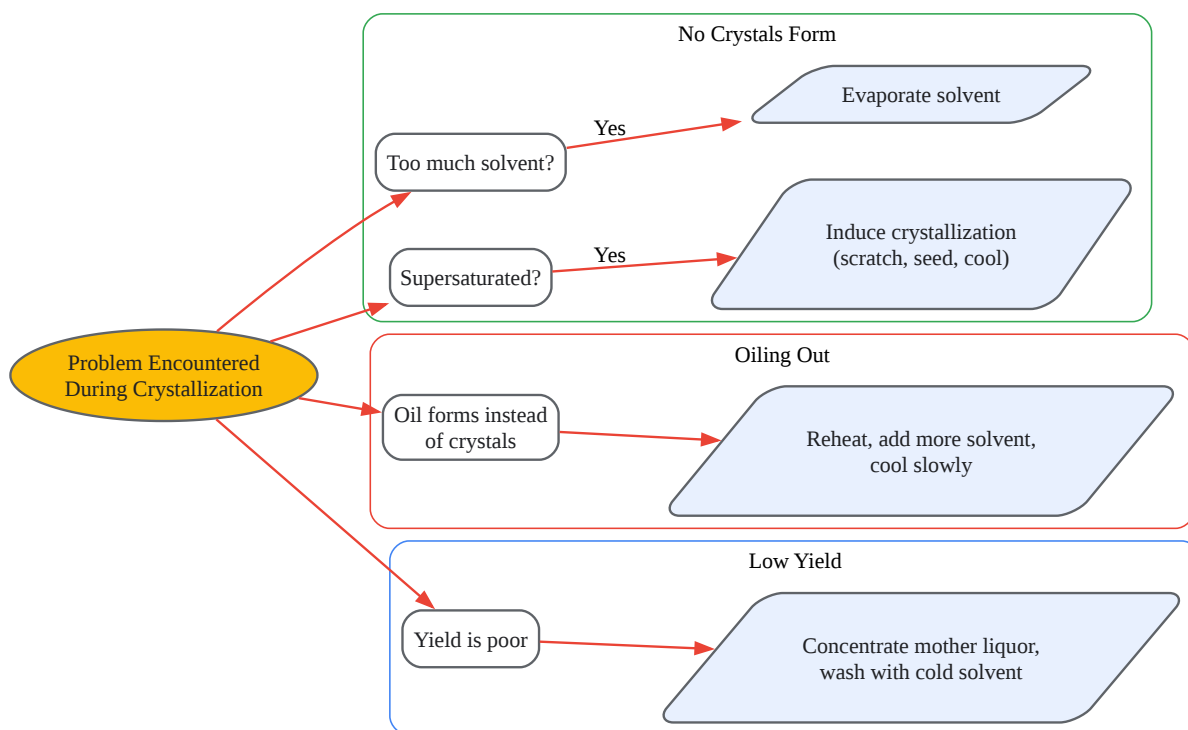 No Crystals Form
Evaporate solvent
Yes
Too much solvent?
Induce crystallization
(scratch, seed, cool)
Yes
Supersaturated?
Problem Encountered
During Crystallization
Oiling Out
Oil forms instead
of crystals
Reheat, add more solvent,
cool slowly
Low Yield
Yield is poor
Concentrate mother liquor,
wash with cold solvent